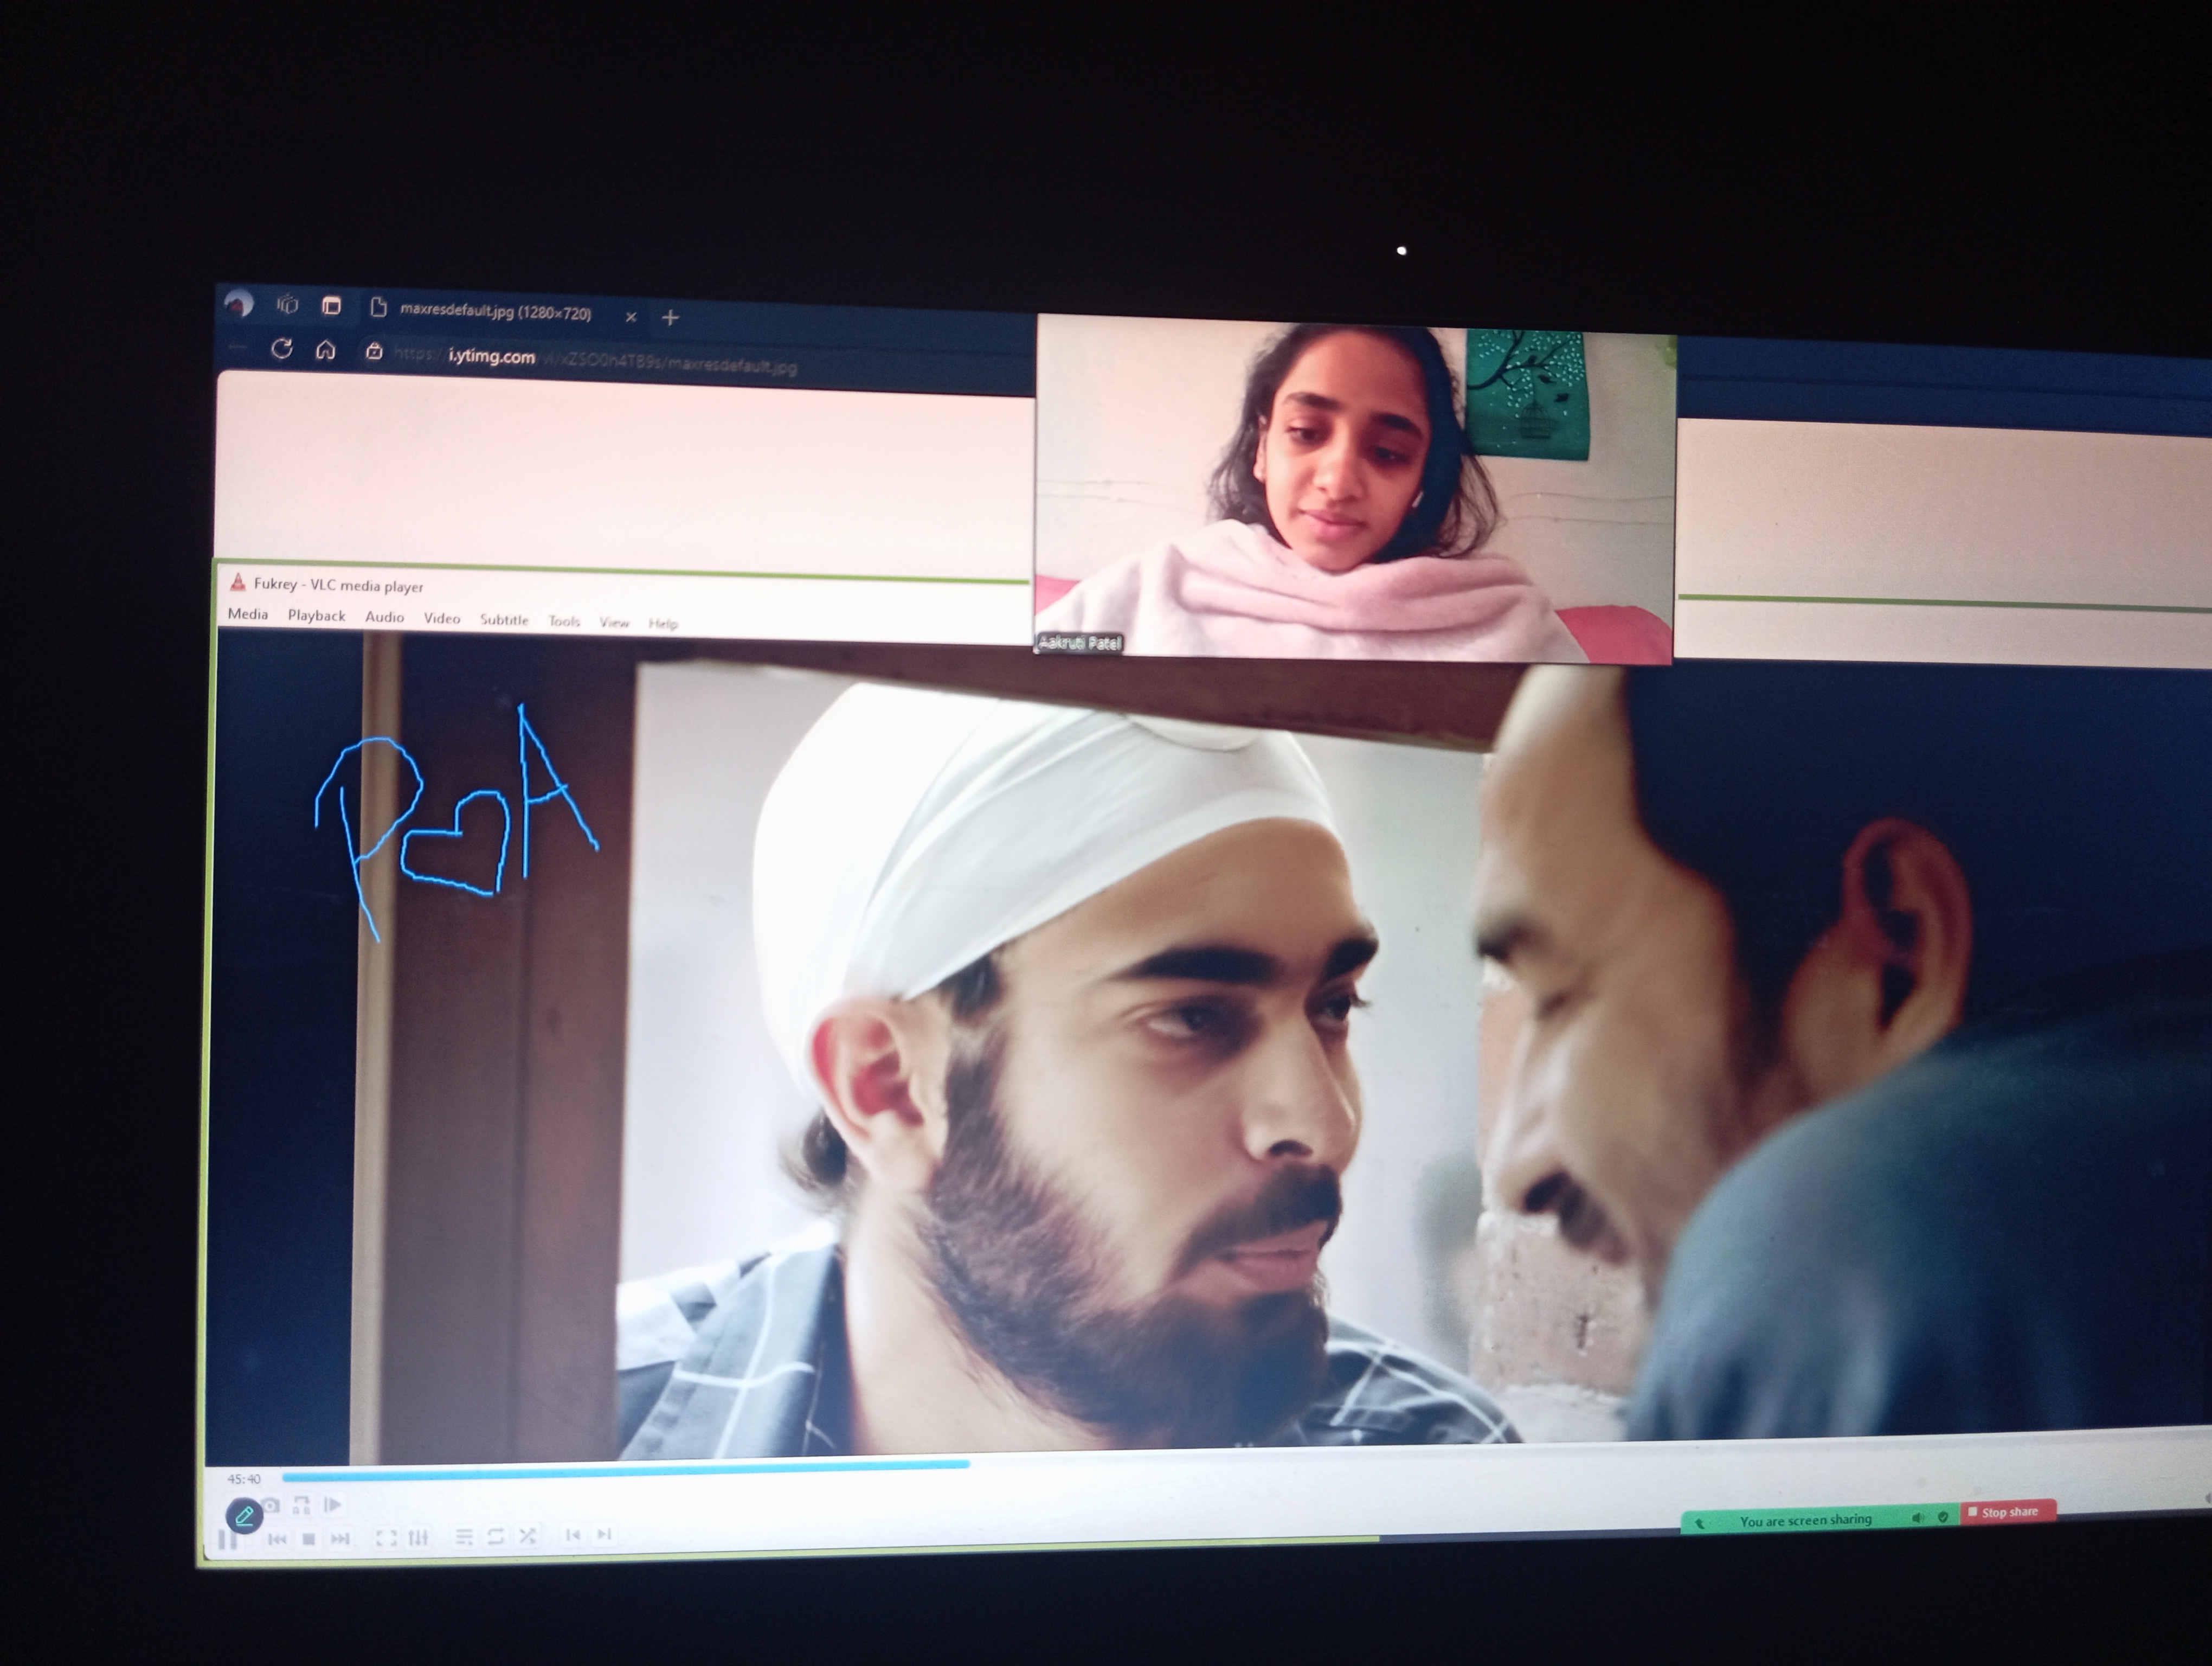 maxresdefault.jpg (1280×720)
https://i.ytimg.com/vi/xZSO0n4TB9s/maxresdefault.jpg
Aakruti Patel
Fukrey - VLC media player
Media Playback Audio Video Subtitle Tools View Help
P A
45:40
You are screen sharing Stop share